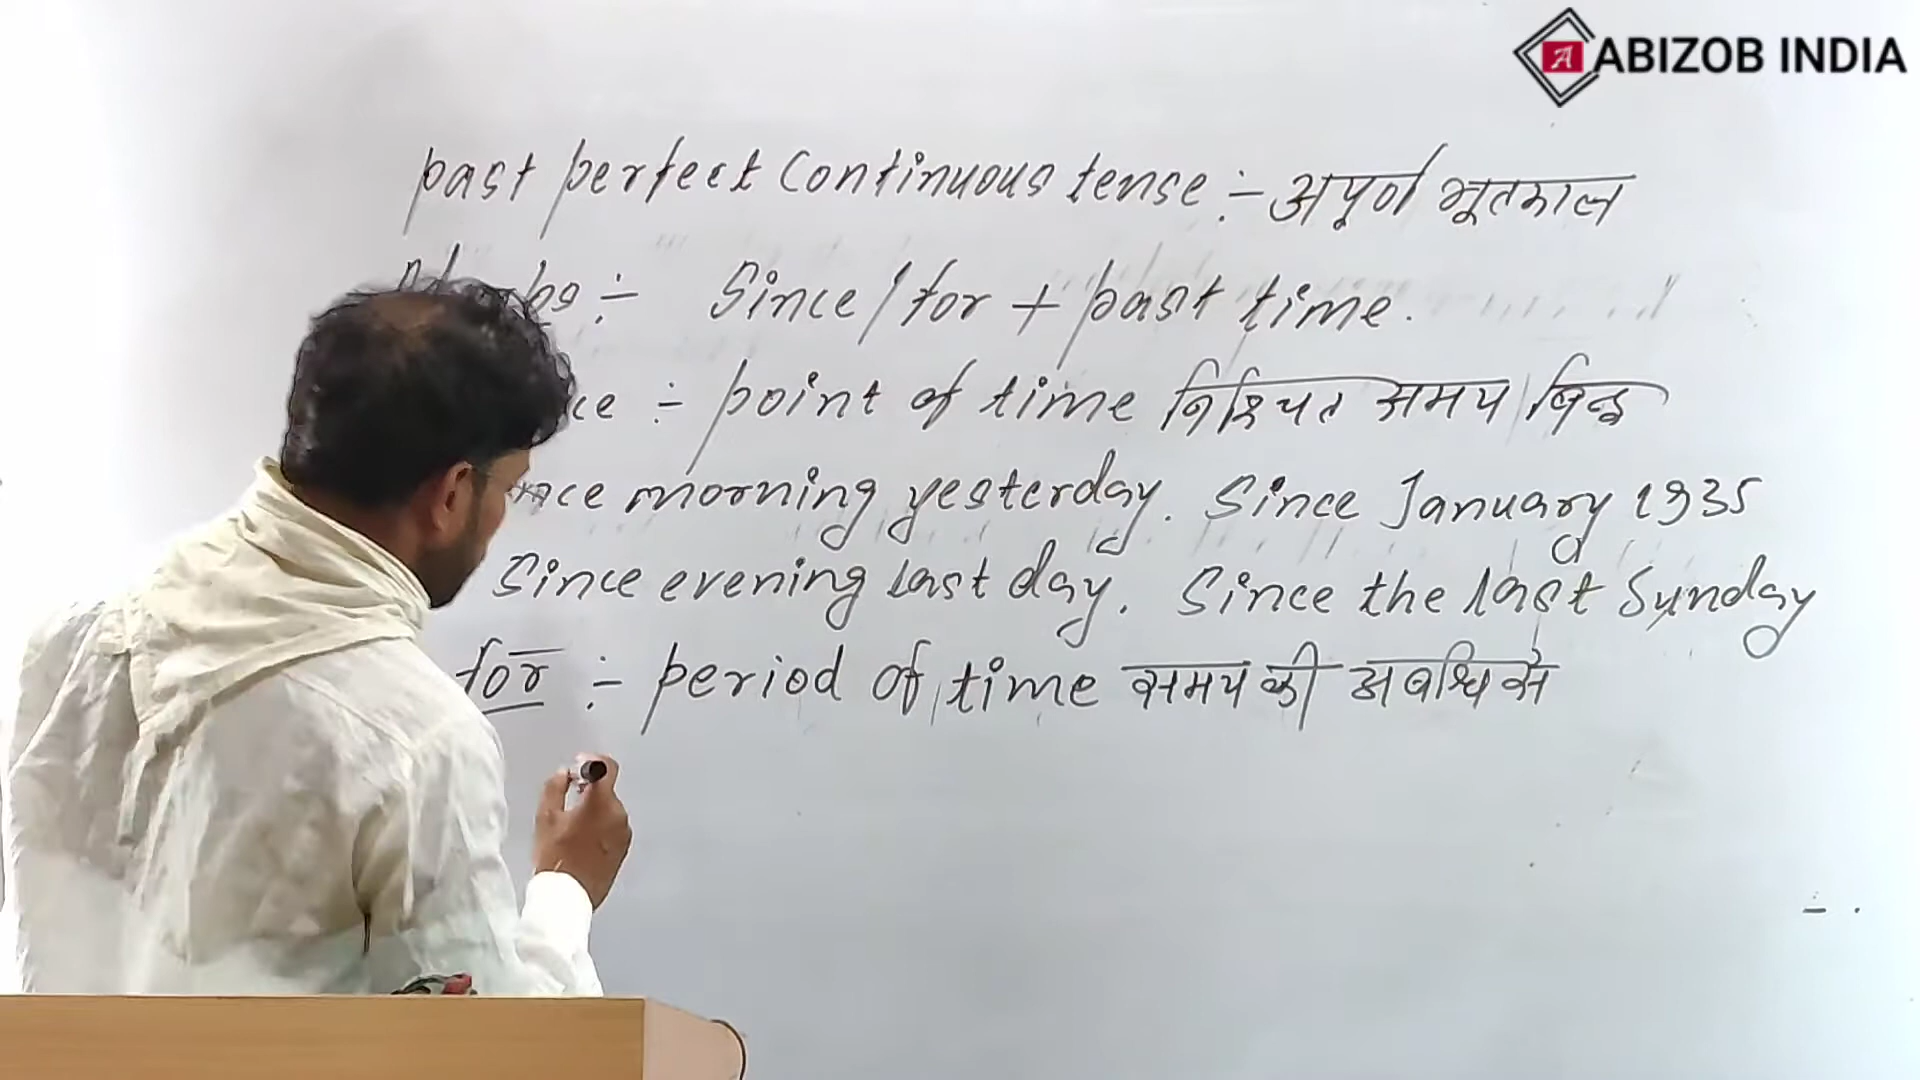 ABIZOB INDIA
past perfect Continuous tense :- अपूर्ण भूतकाल
:- Since / for + past time.
:- point of time निश्चित समय / बिन्दु
morning yesterday. Since January 1935
Since evening last day. Since the last Sunday
for :- period of time समय की अवधि से